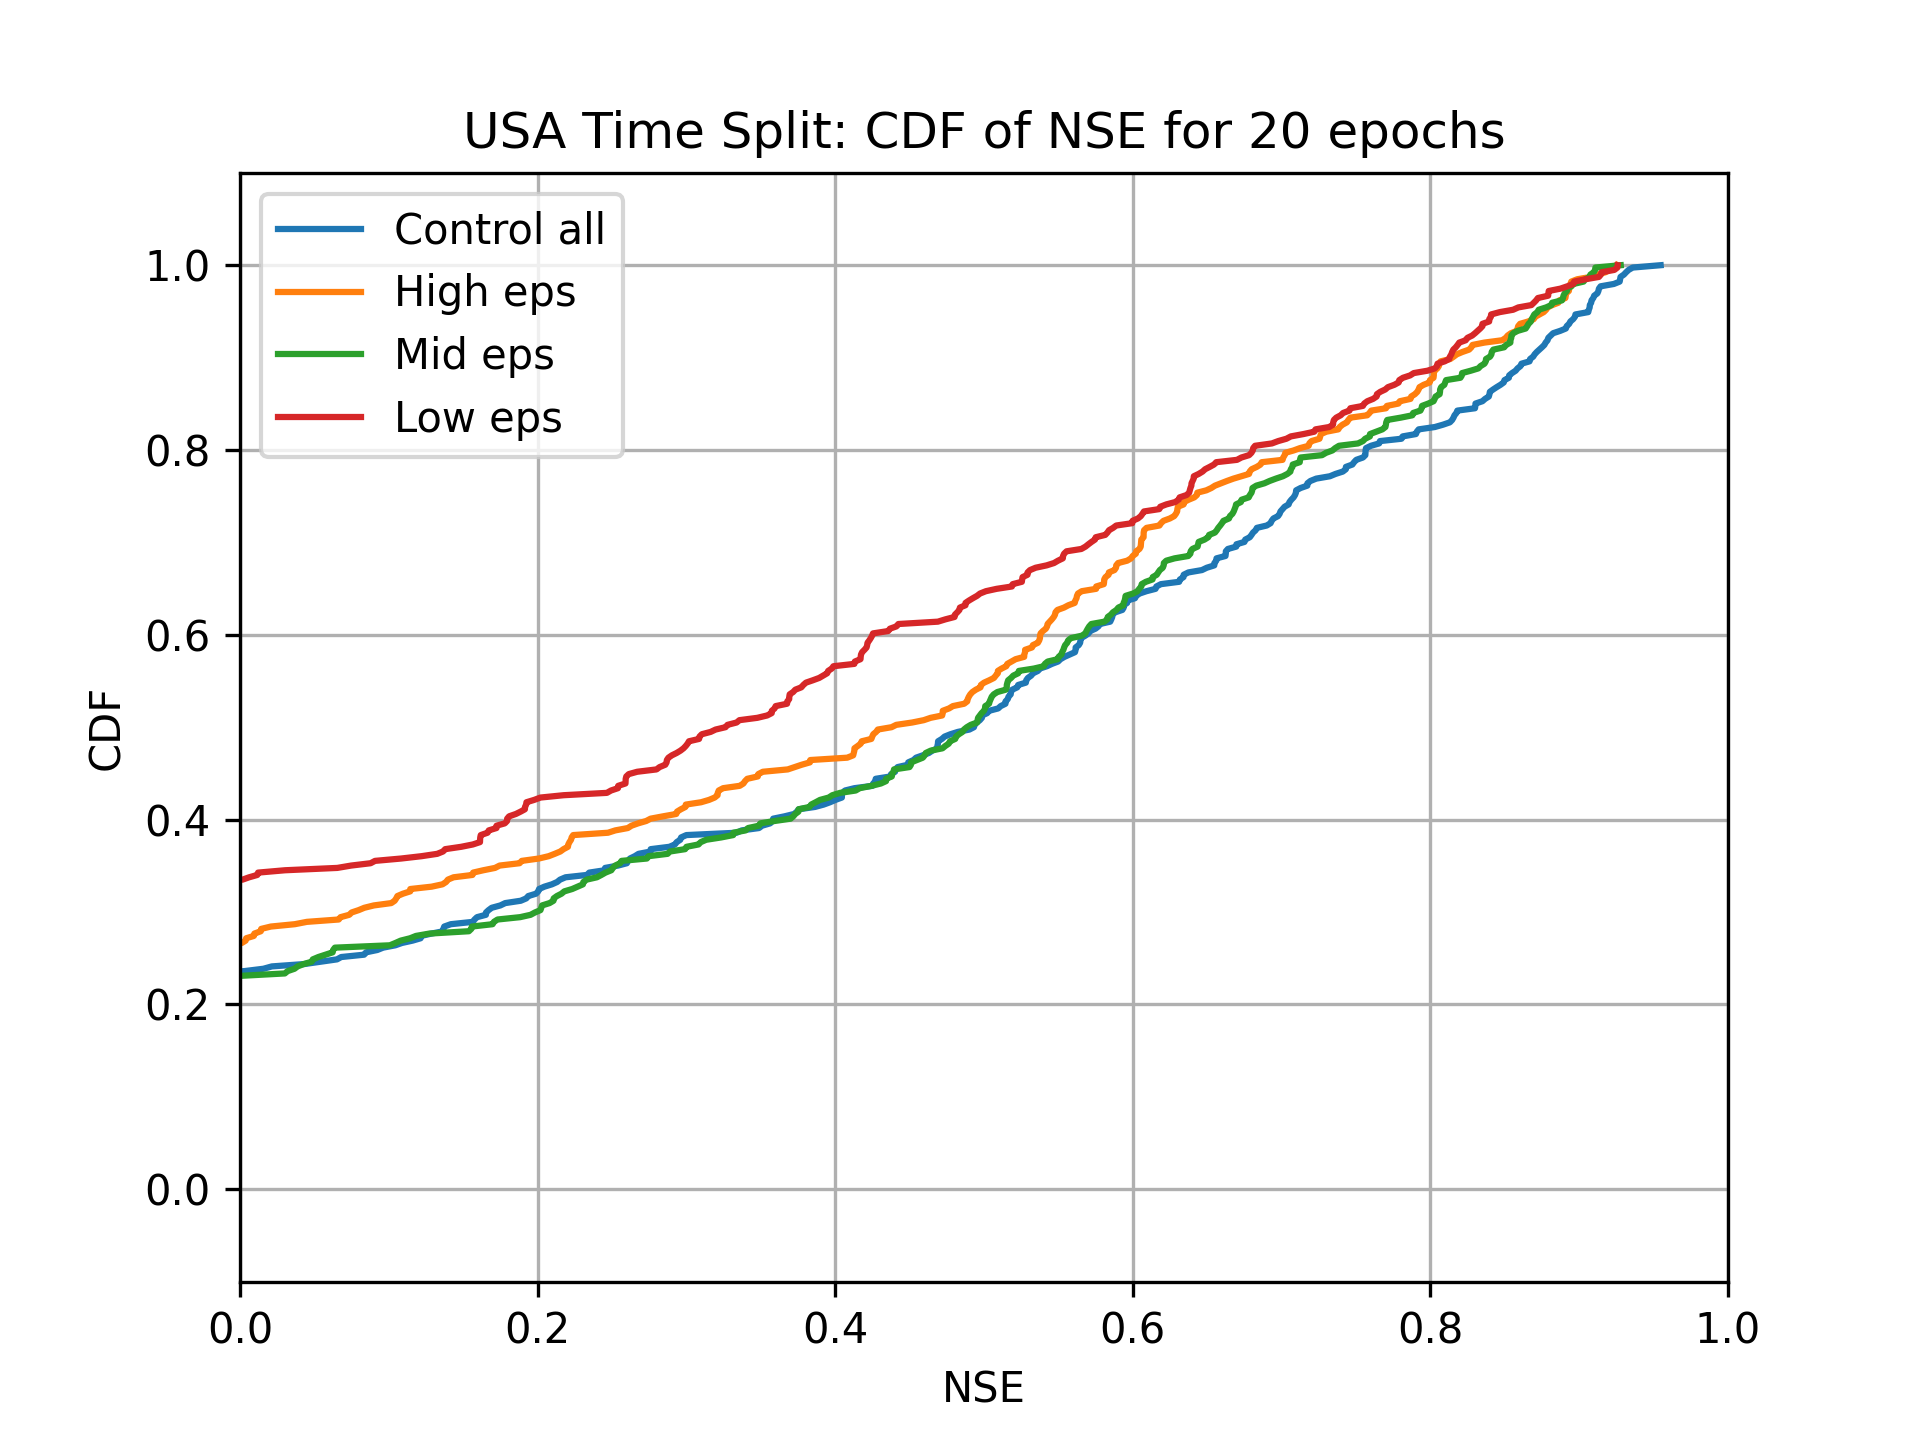 USA Time Split: CDF of NSE for 20 epochs
Control all
High eps
Mid eps
Low eps
1.0
0.8
0.6
0.4
0.2
0.0
CDF
0.0 0.2 0.4 0.6 0.8 1.0
NSE